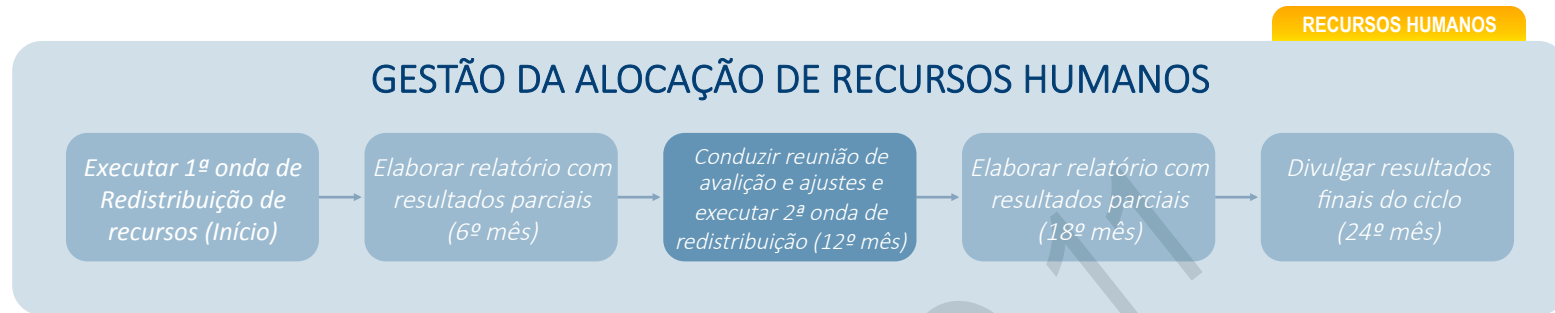 RECURSOS HUMANOS
GESTÃO DA ALOCAÇÃO DE RECURSOS HUMANOS
Executar 1ª onda de
Redistribuição de
recursos (Início)
Elaborar relatório com
resultados parciais
(6º mês)
Conduzir reunião de
avalição e ajustes e
executar 2ª onda de
redistribuição (12º mês)
Elaborar relatório com
resultados parciais
(18º mês)
Divulgar resultados
finais do ciclo
(24º mês)